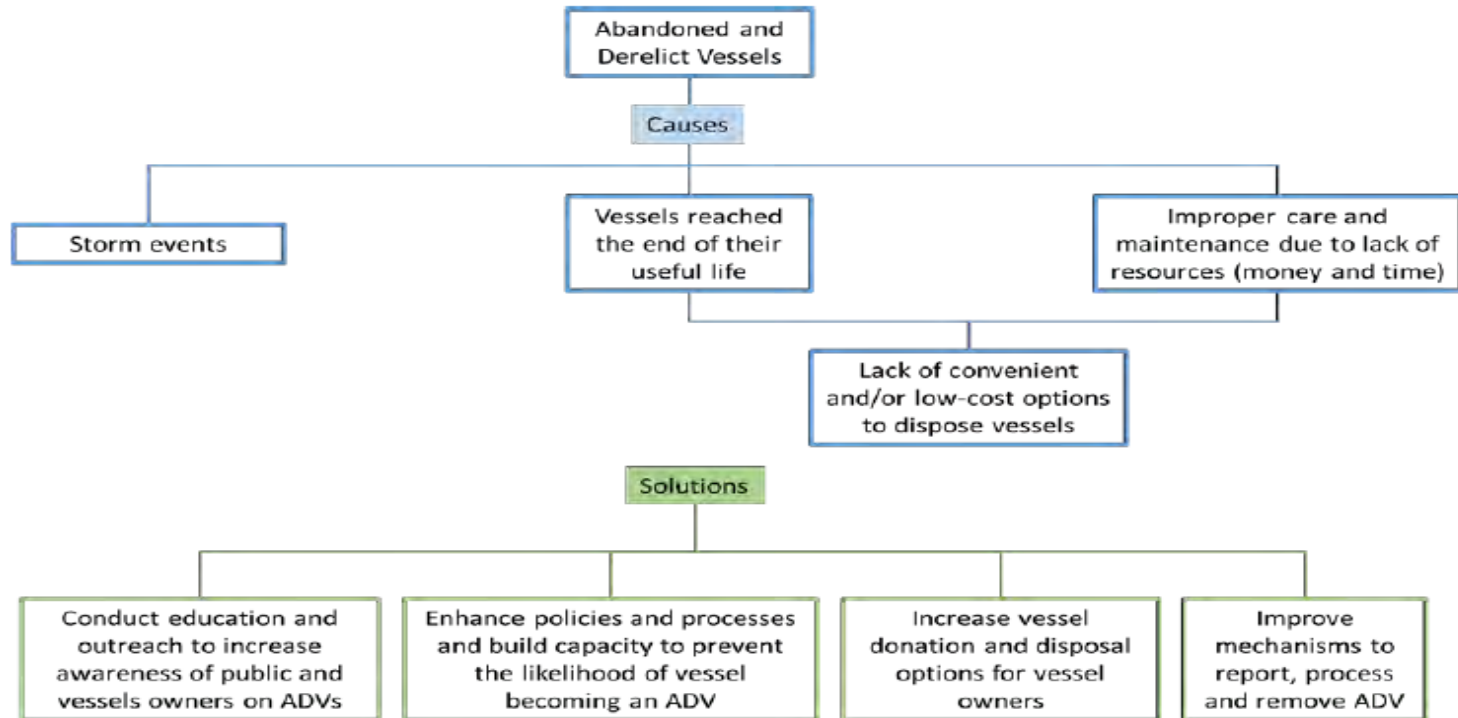 Abandoned and
Derelict Vessels
Causes
Storm events
Vessels reached
the end of their
useful life
Improper care and
maintenance due to lack of
resources (money and time)
Lack of convenient
and/or low-cost options
to dispose vessels
Solutions
Conduct education and
outreach to increase
awareness of public and
vessels owners on ADVs
Enhance policies and processes
and build capacity to prevent
the likelihood of vessel
becoming an ADV
Increase vessel
donation and disposal
options for vessel
owners
Improve
mechanisms to
report, process
and remove ADV